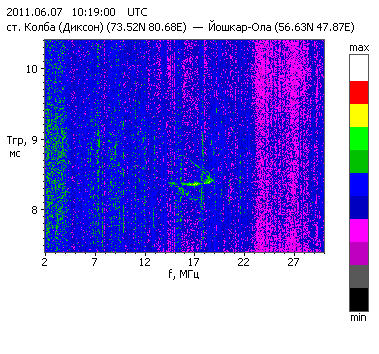 2011.06.07 10:19:00 UTC
ст. Колба (Диксон) (73.52N 80.68E) — Йошкар-Ола (56.63N 47.87E)
max
10
9
Tгр,
мс
8
2 7 12 17 22 27
f, МГц
min